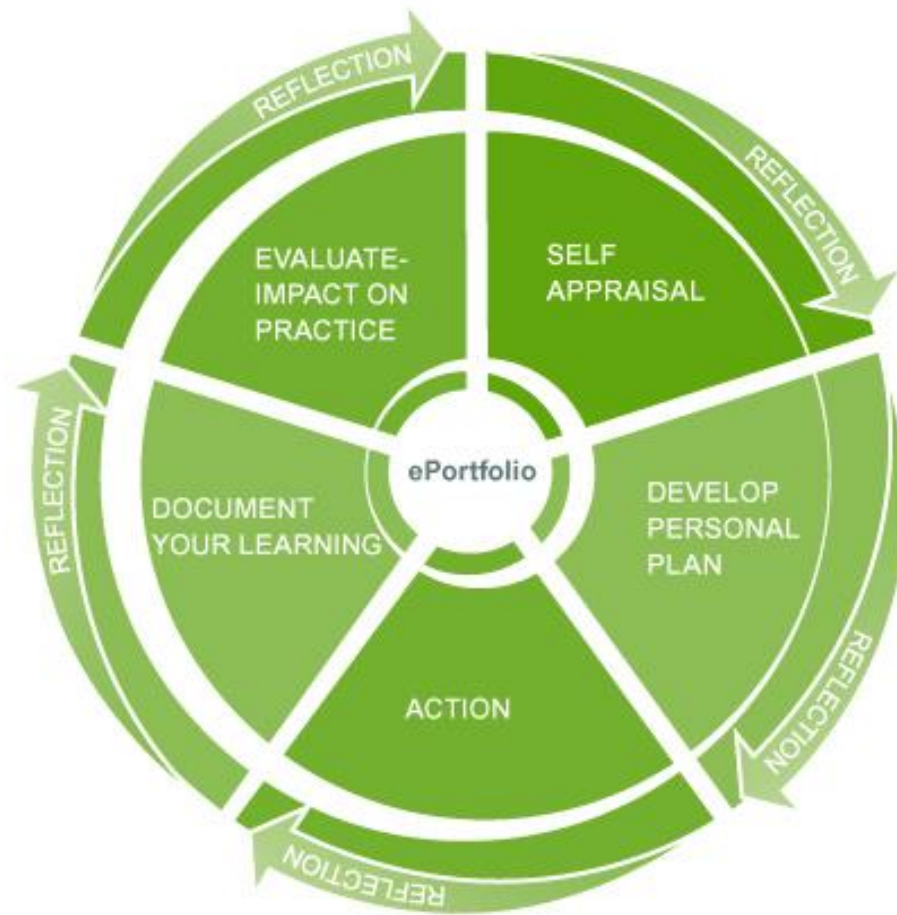 REFLECTION
SELF
APPRAISAL
REFLECTION
DEVELOP
PERSONAL
PLAN
REFLECTION
ACTION
REFLECTION
DOCUMENT
YOUR LEARNING
REFLECTION
EVALUATE-
IMPACT ON
PRACTICE
ePortfolio